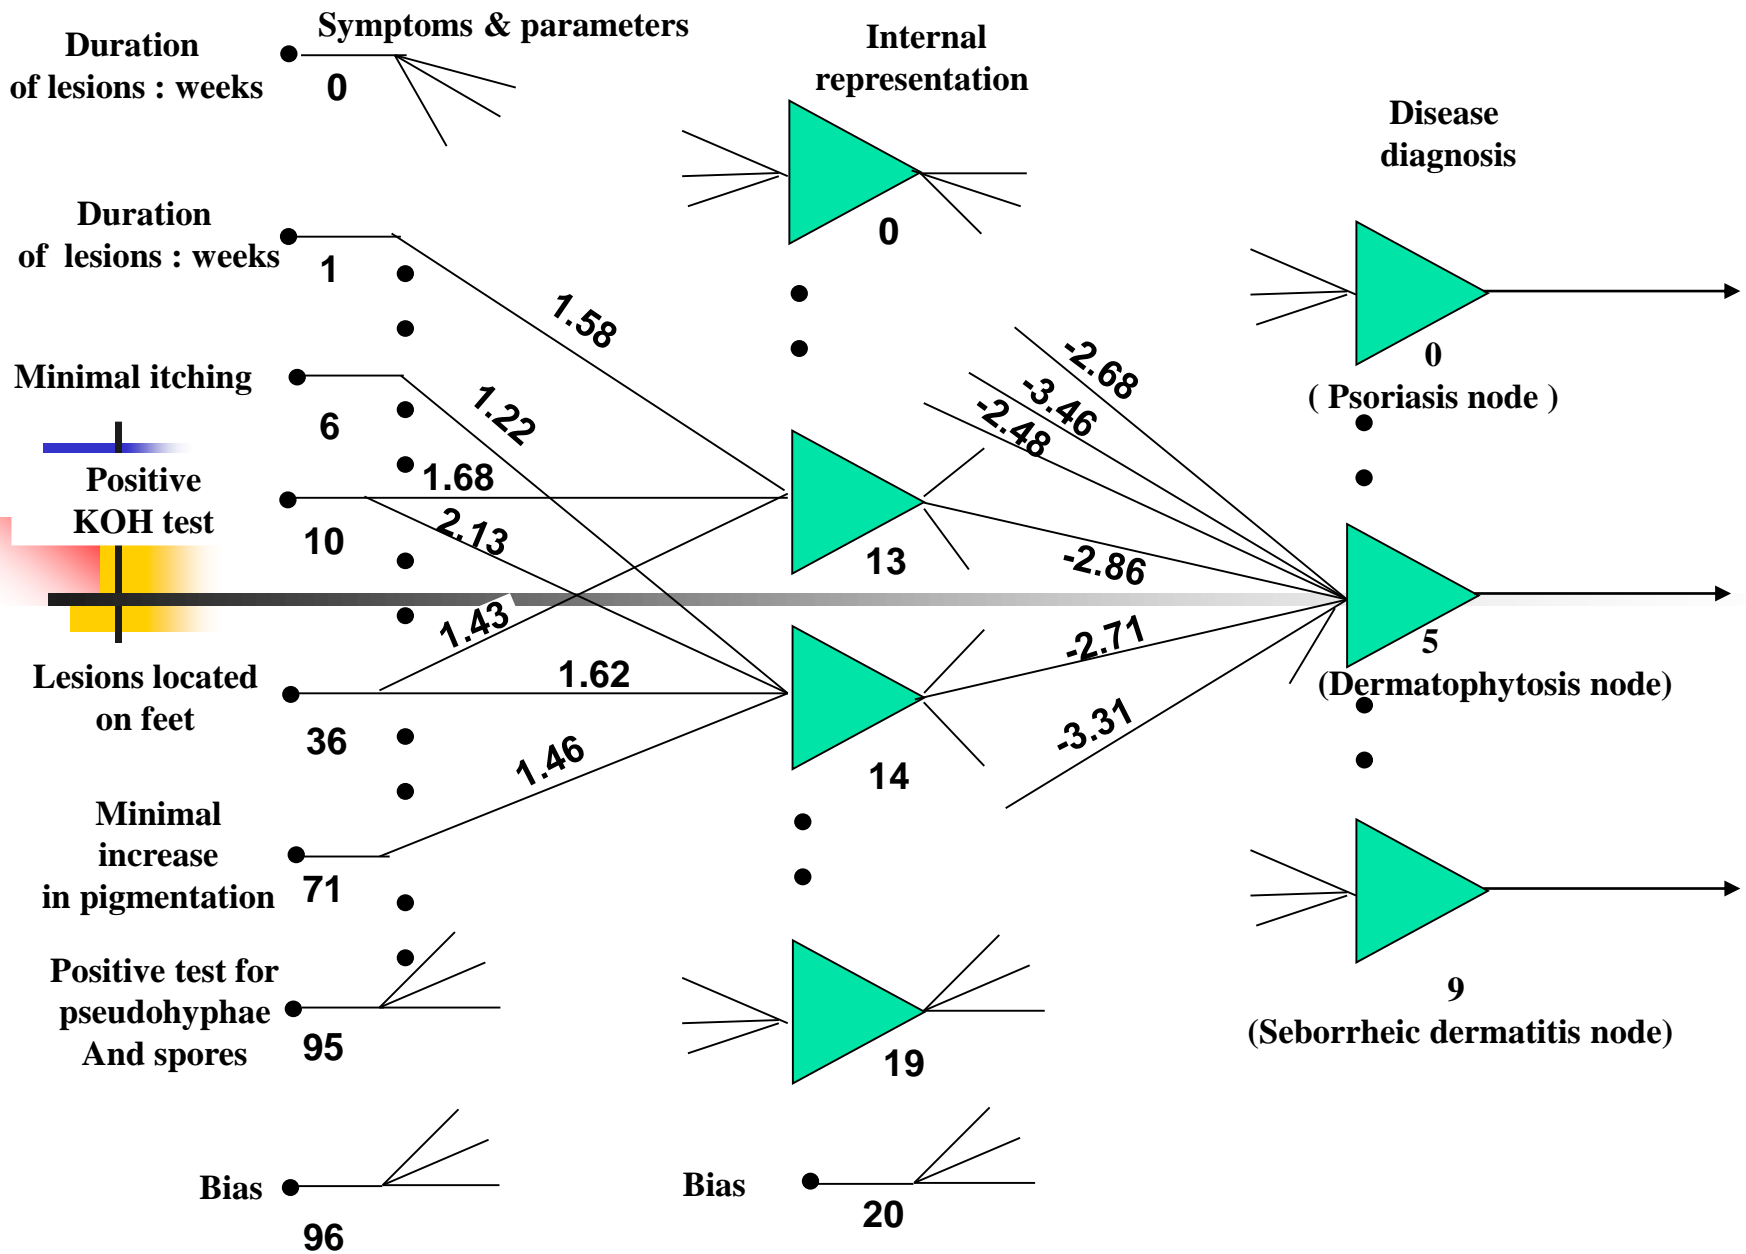 Symptoms & parameters
Duration
of lesions : weeks
0
Internal
representation
Disease
diagnosis
0
Duration
of lesions : weeks
1
1.58
Minimal itching
6
1.22
-2.68
-3.46
-2.48
0
( Psoriasis node )
Positive
KOH test
10
1.68
2.13
13
-2.86
1.43
Lesions located
on feet
36
1.62
14
-2.71
5
(Dermatophytosis node)
-3.31
1.46
Minimal
increase
in pigmentation
71
Positive test for
pseudohyphae
And spores
95
19
9
(Seborrheic dermatitis node)
Bias
96
Bias
20